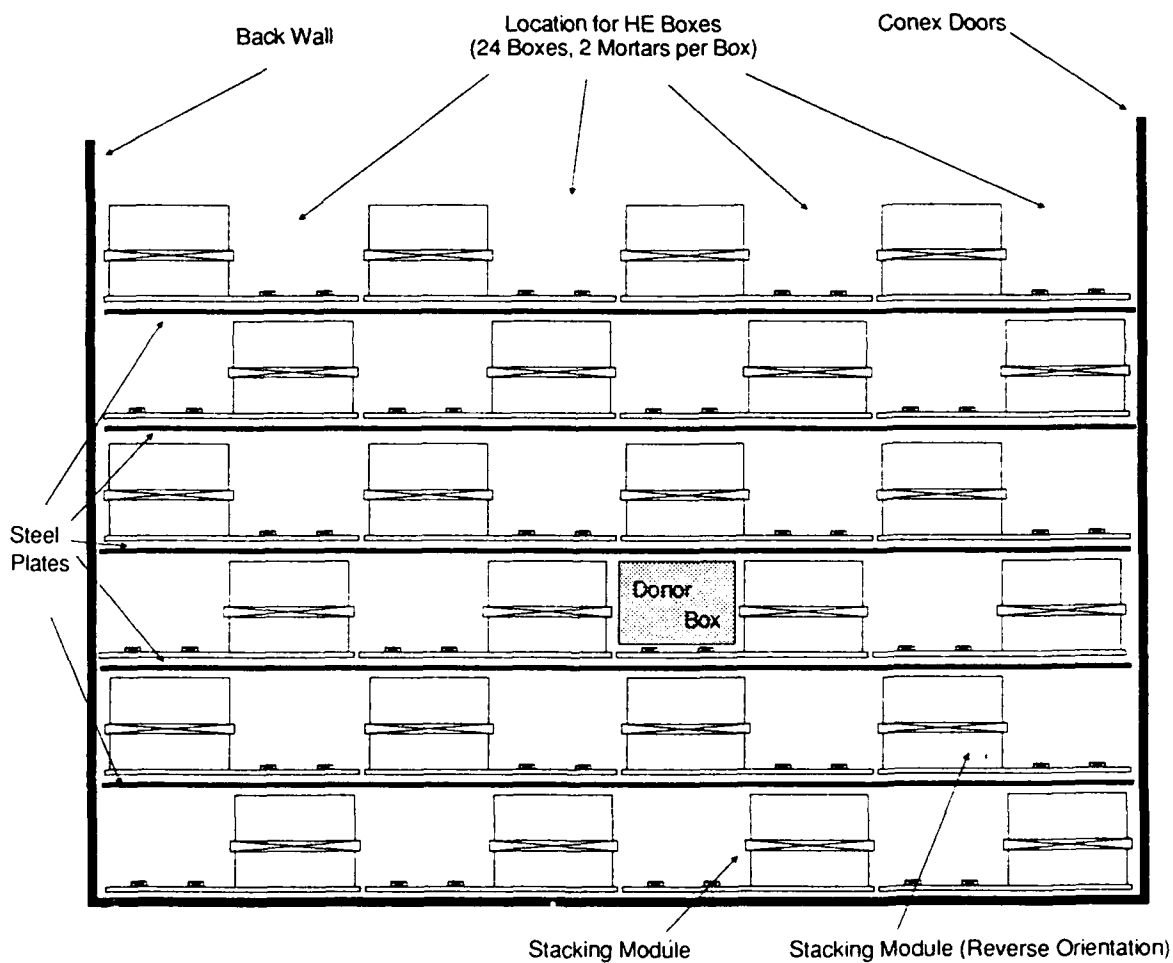 Back Wall
Location for HE Boxes
(24 Boxes, 2 Mortars per Box)
Conex Doors
Steel
Plates
Donor
Box
Stacking Module
Stacking Module (Reverse Orientation)